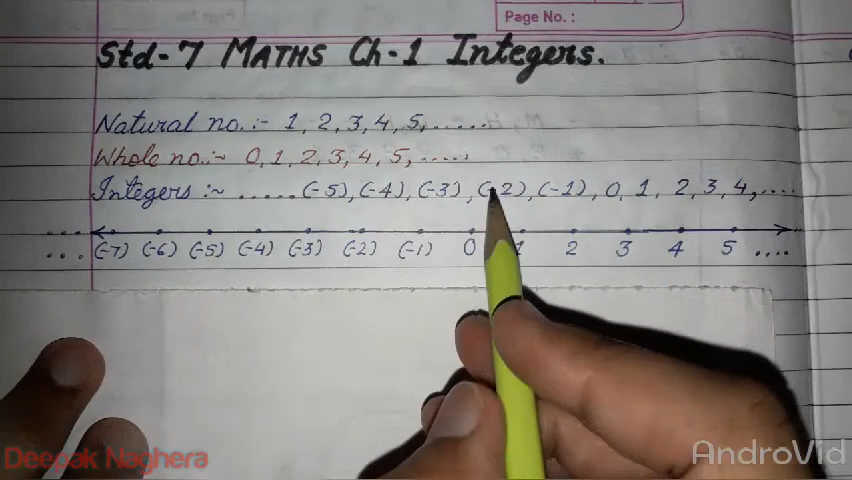 Page No. :
Std-7 MATHS Ch-1 Integers.
Natural no. :- 1, 2, 3, 4, 5, ......
Whole no. :- 0, 1, 2, 3, 4, 5, .....
Integers :- .....(-5), (-4), (-3), (-2), (-1), 0, 1, 2, 3, 4, ....
... (-7) (-6) (-5) (-4) (-3) (-2) (-1) 0 1 2 3 4 5 ....
Deepak Naghera
AndroVid